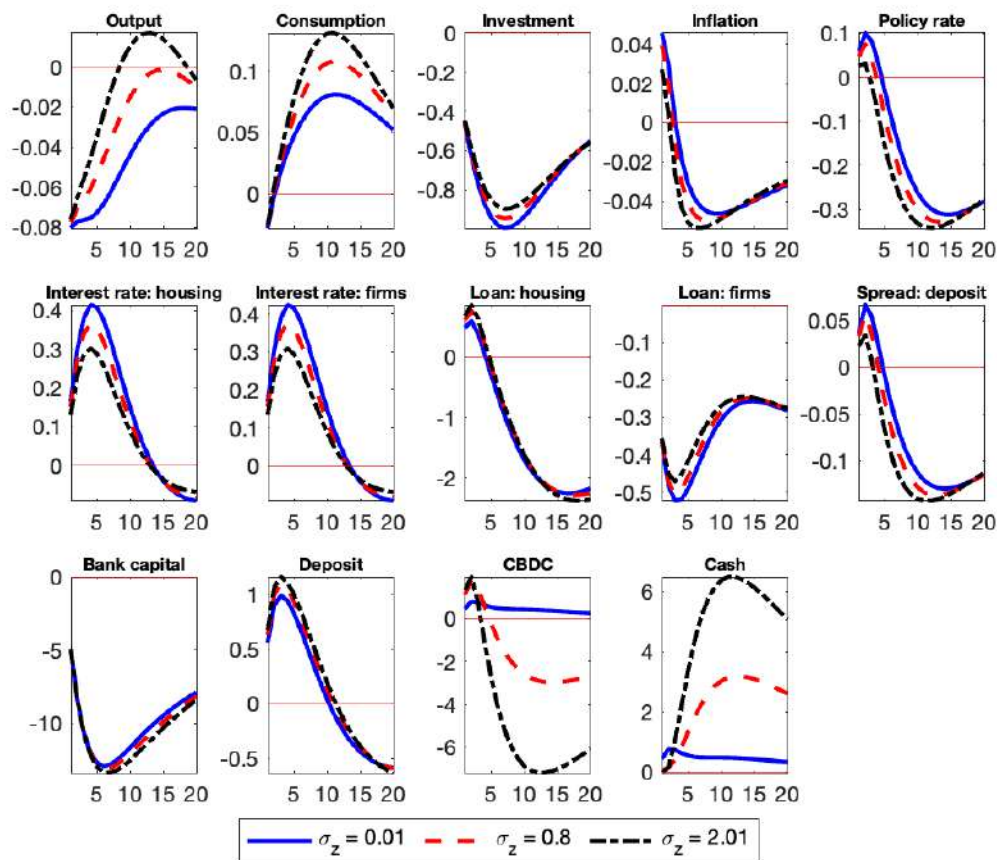 Output Consumption Investment Inflation Policy rate
0 -0.02 -0.04 -0.06 -0.08 5 10 15 20
0.1 0.05 0 5 10 15 20
0 -0.2 -0.4 -0.6 -0.8 5 10 15 20
0.04 0.02 0 -0.02 -0.04 5 10 15 20
0.1 0 -0.1 -0.2 -0.3 5 10 15 20
Interest rate: housing Interest rate: firms Loan: housing Loan: firms Spread: deposit
0.4 0.3 0.2 0.1 0 5 10 15 20
0.4 0.3 0.2 0.1 0 5 10 15 20
0 -1 -2 5 10 15 20
-0.1 -0.2 -0.3 -0.4 -0.5 5 10 15 20
0.05 0 -0.05 -0.1 5 10 15 20
Bank capital Deposit CBDC Cash
0 -5 -10 5 10 15 20
1 0.5 0 -0.5 5 10 15 20
0 -2 -4 -6 5 10 15 20
6 4 2 0 5 10 15 20
σz = 0.01 σz = 0.8 σz = 2.01